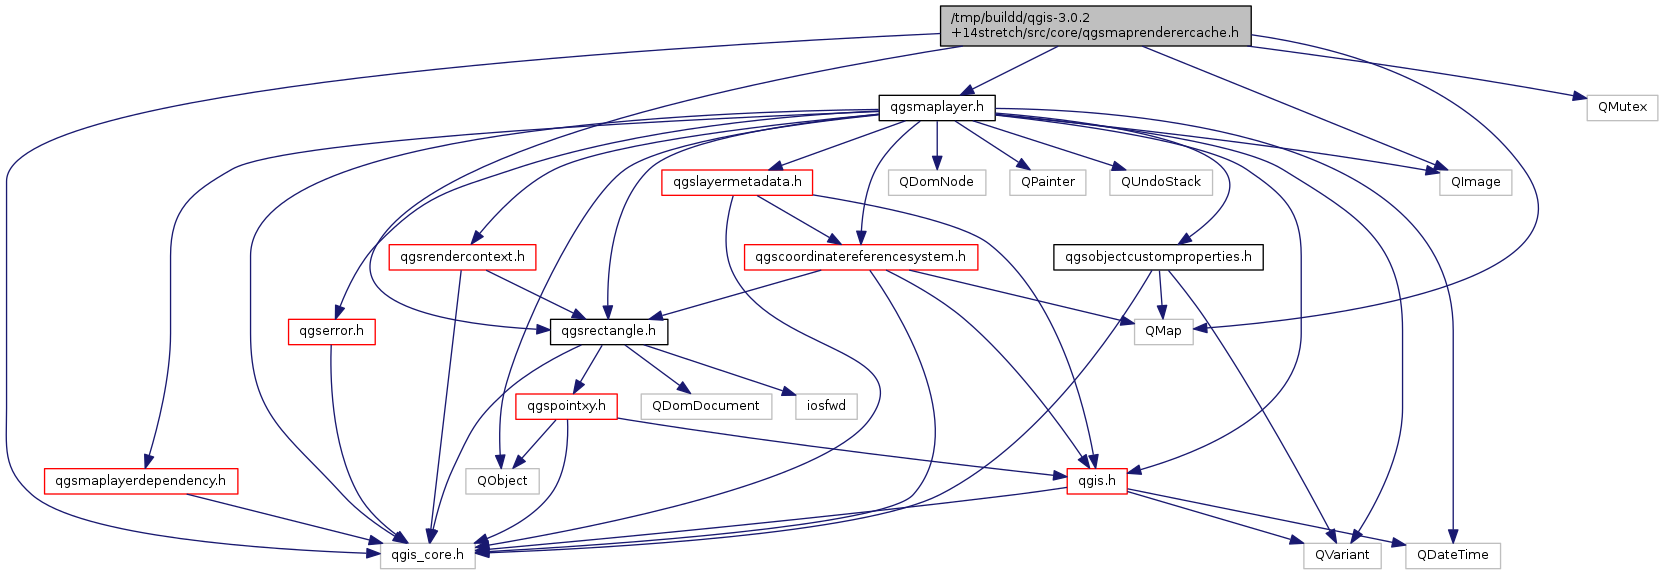 /tmp/buildd/qgis-3.0.2
+14stretch/src/core/qgsmaprenderercache.h
qgsmaplayer.h
QMutex
qgslayermetadata.h
QDomNode
QPainter
QUndoStack
QImage
qgsrendercontext.h
qgscoordinatereferencesystem.h
qgsobjectcustomproperties.h
qgserror.h
qgsrectangle.h
QMap
qgspointxy.h
QDomDocument
iosfwd
qgsmaplayerdependency.h
QObject
qgis.h
qgis_core.h
QVariant
QDateTime